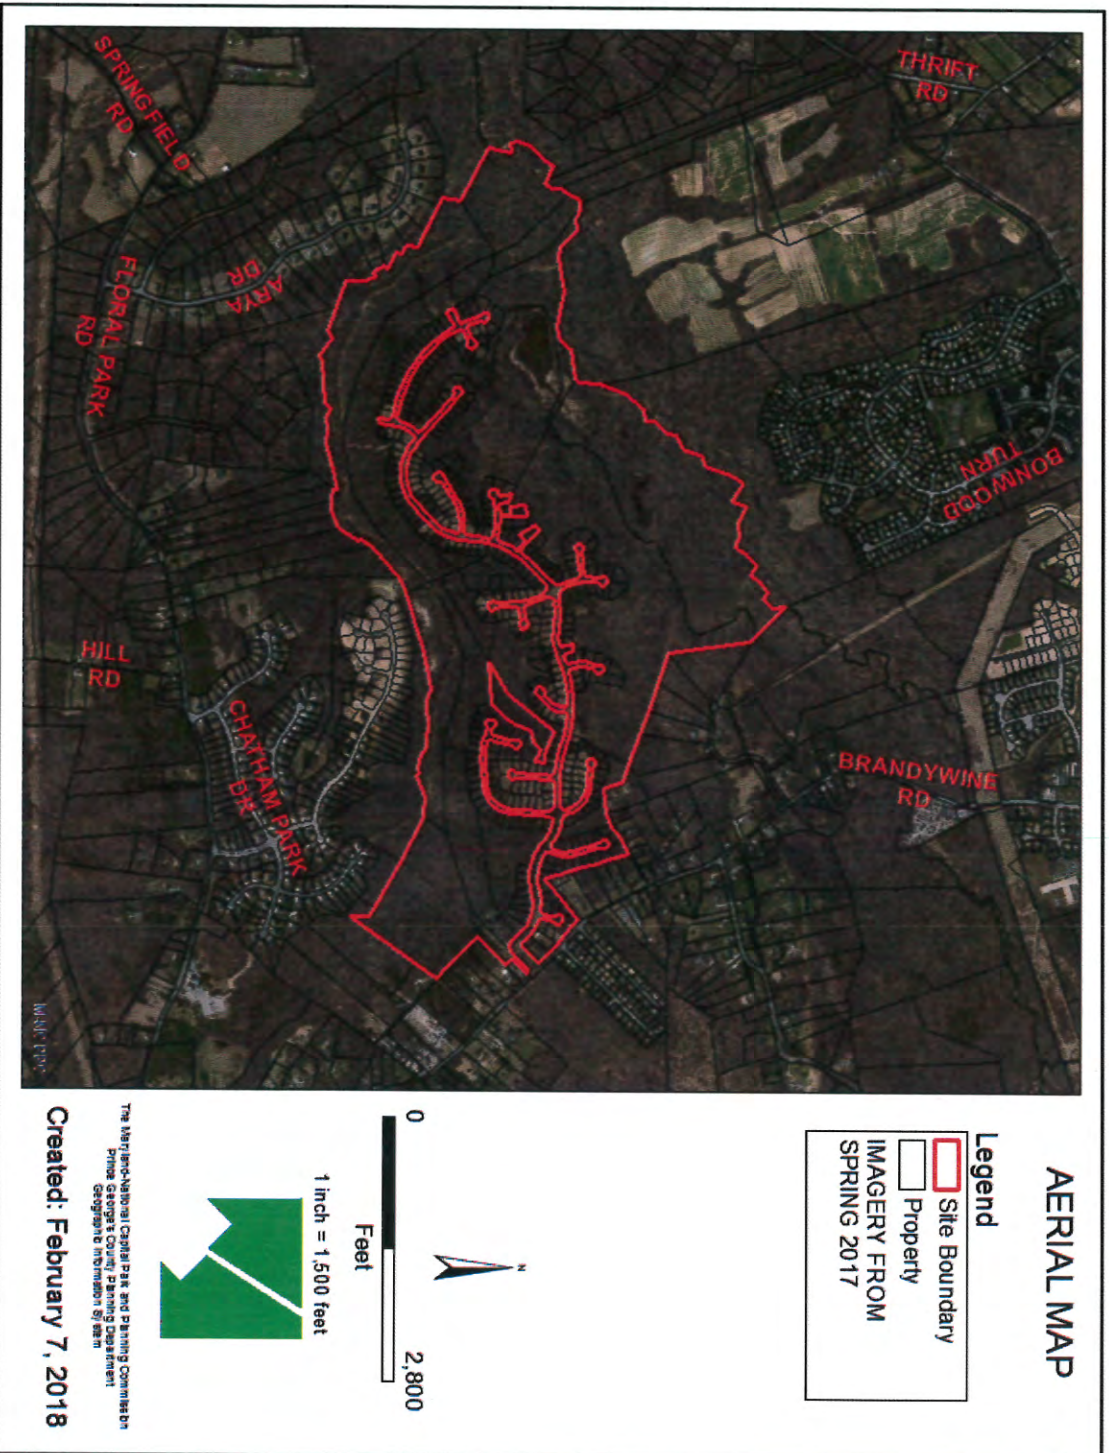 AERIAL MAP
Legend
Site Boundary
Property
IMAGERY FROM
SPRING 2017
N
0
2,800
Feet
1 inch = 1,500 feet
The Maryland-National Capital Park and Planning Commission
Prince George's County Planning Department
Geographic Information System
Created: February 7, 2018
THRIFT
RD
BONWOOD
TURN
BRANDYWINE
RD
SPRINGFIELD
RD
ARYA
DR
FLORAL PARK
RD
HILL
RD
CHATHAM PARK
DR